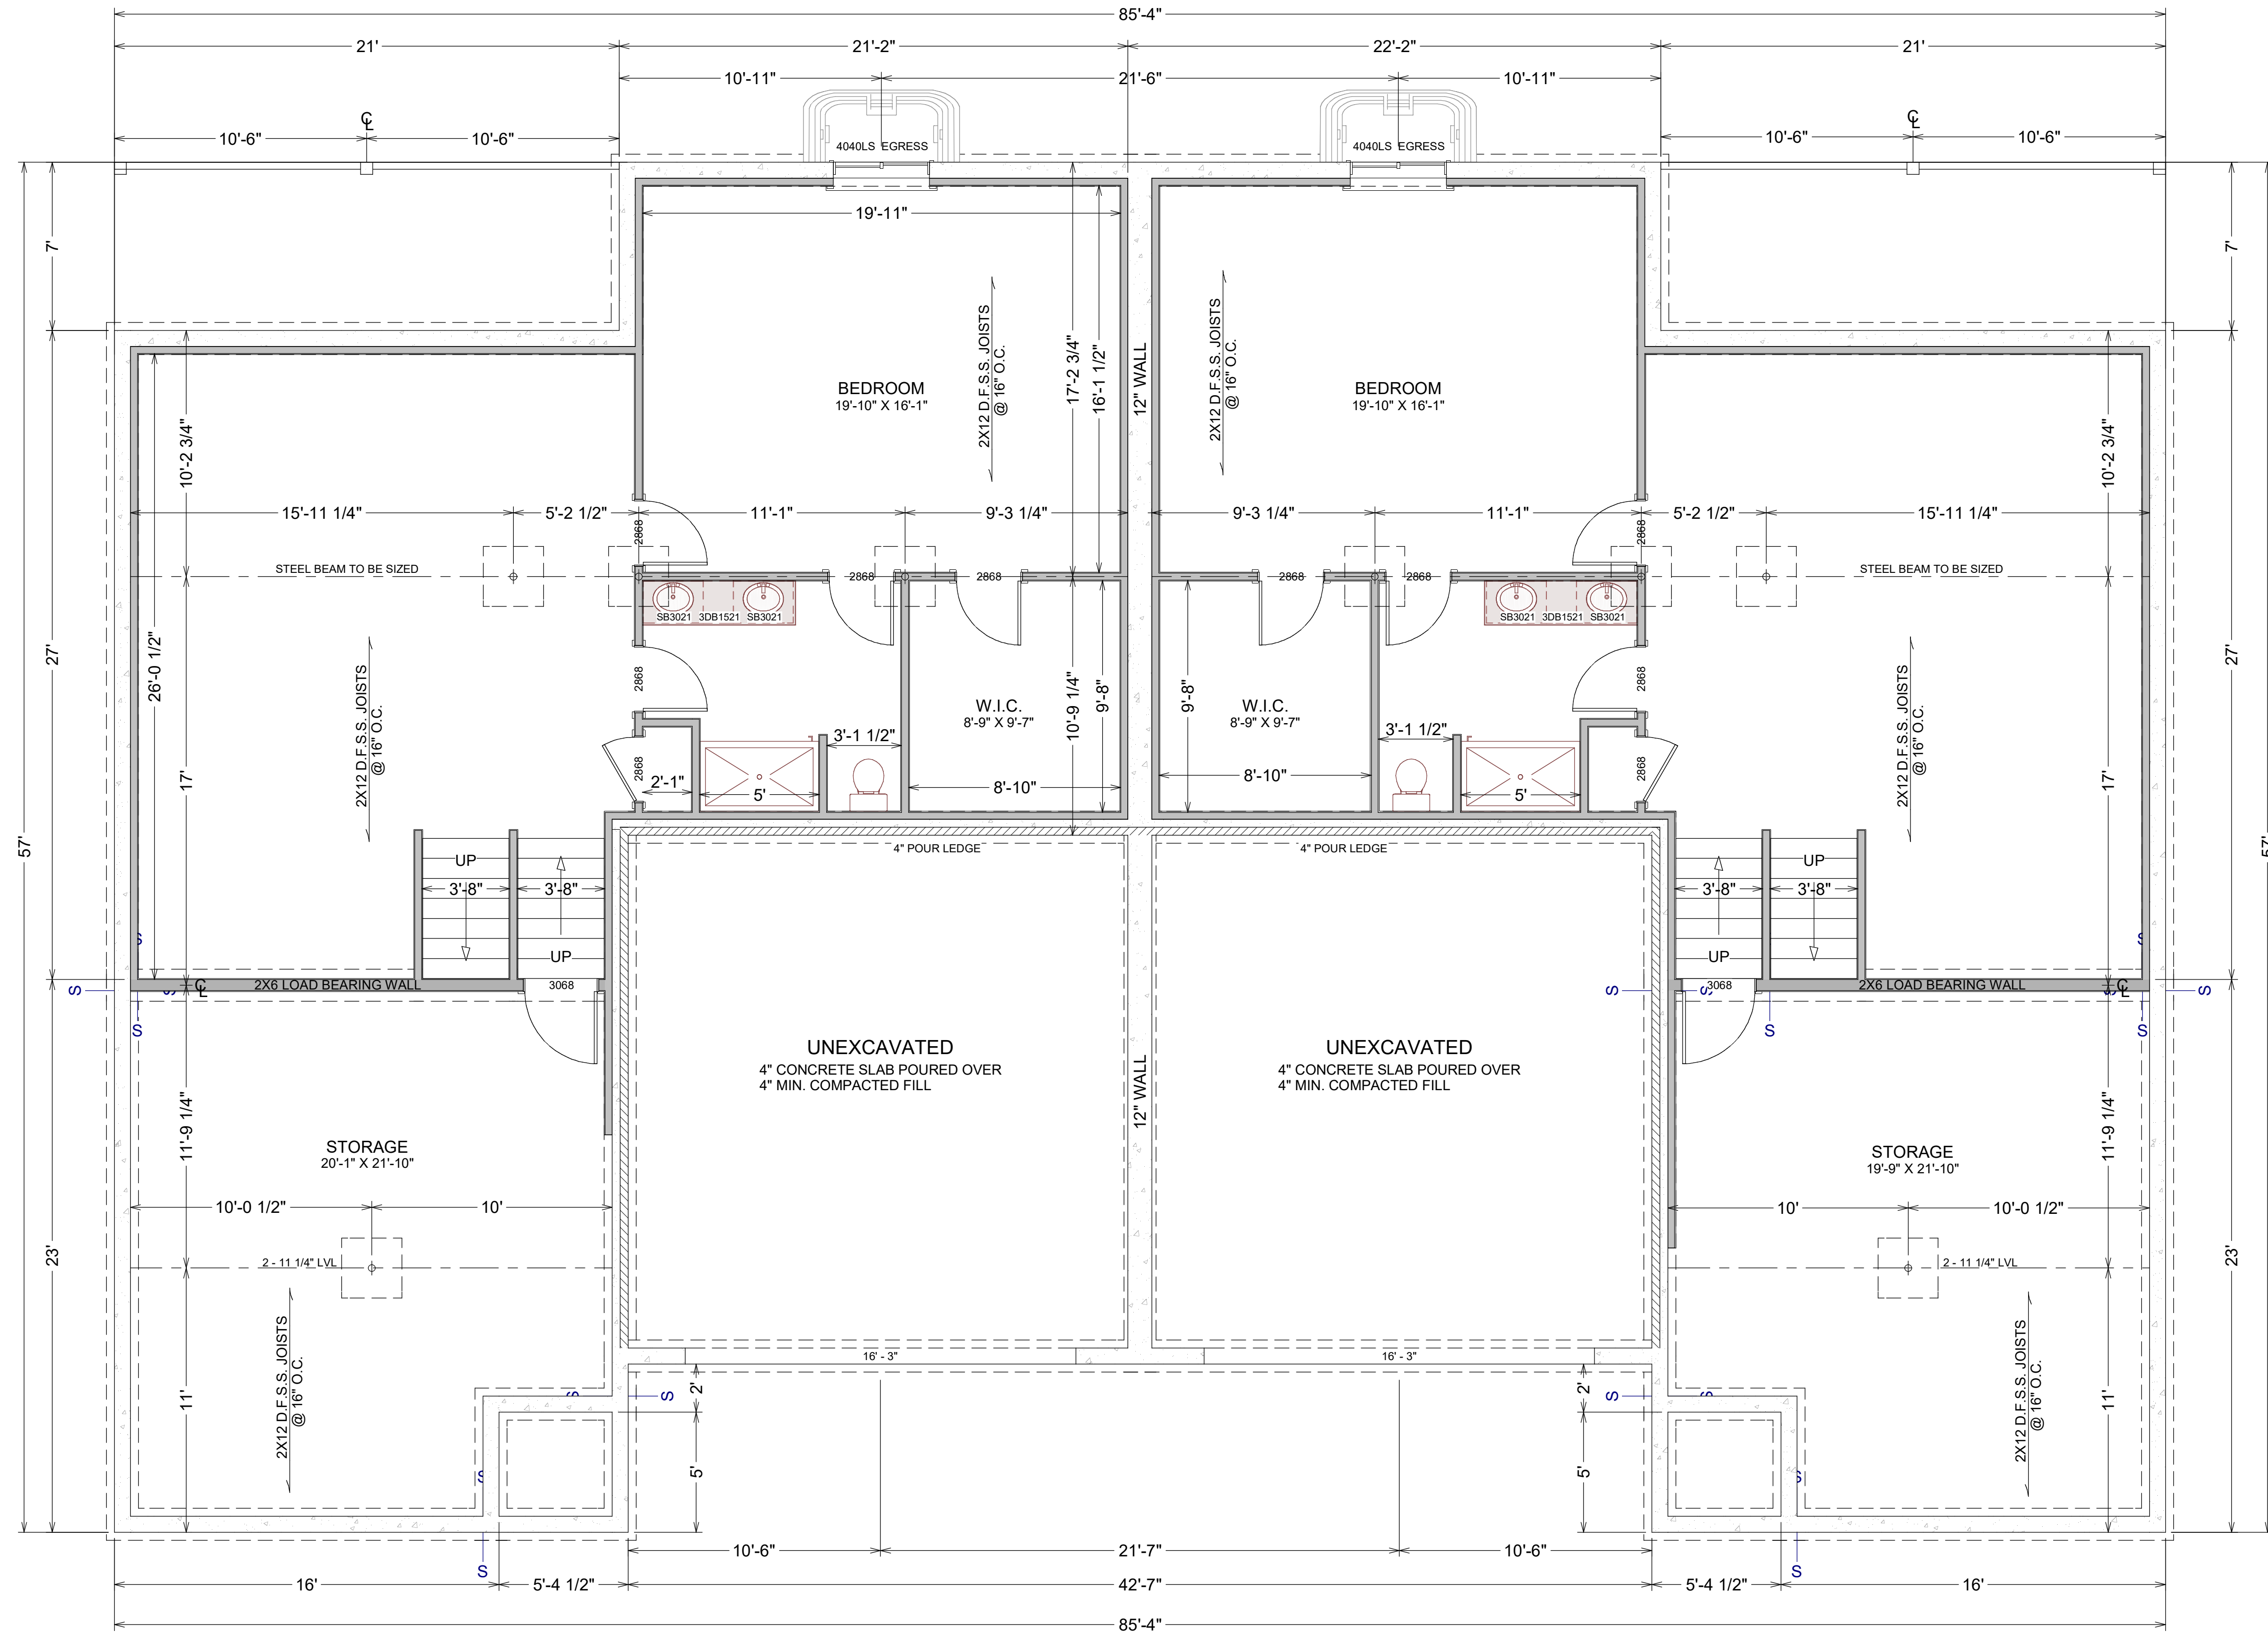 85'-4"
21' 21'-2" 22'-2" 21'
10'-11" 21'-6" 10'-11"
CL CL
10'-6" 10'-6" 10'-6" 10'-6"
4040LS EGRESS 4040LS EGRESS
19'-11"
7' 7'
2X12 D.F.S.S. JOISTS
@ 16" O.C.
2X12 D.F.S.S. JOISTS
@ 16" O.C.
17'-2 3/4" 16'-1 1/2" 12" WALL
BEDROOM
19'-10" X 16'-1"
BEDROOM
19'-10" X 16'-1"
10'-2 3/4" 10'-2 3/4"
15'-11 1/4" 5'-2 1/2" 11'-1" 9'-3 1/4" 9'-3 1/4" 11'-1" 5'-2 1/2" 15'-11 1/4"
2868 2868
STEEL BEAM TO BE SIZED 2868 2868 2868 2868 STEEL BEAM TO BE SIZED
SB3021 3DB1521 SB3021 SB3021 3DB1521 SB3021
27' 26'-0 1/2" 27'
2868 2868
2X12 D.F.S.S. JOISTS
@ 16" O.C.
2X12 D.F.S.S. JOISTS
@ 16" O.C.
10'-9 1/4" 9'-8" 9'-8"
W.I.C.
8'-9" X 9'-7"
W.I.C.
8'-9" X 9'-7"
3'-1 1/2" 3'-1 1/2"
17' 2868 2868 17'
2'-1" 5' 8'-10" 8'-10" 5'
57' 57'
4" POUR LEDGE 4" POUR LEDGE
UP UP
3'-8" 3'-8" 3'-8" 3'-8"
UP UP
S S
S S CL 2X6 LOAD BEARING WALL 3068 S S 3068 2X6 LOAD BEARING WALL S CL S
S S S
UNEXCAVATED
4" CONCRETE SLAB POURED OVER
4" MIN. COMPACTED FILL
UNEXCAVATED
4" CONCRETE SLAB POURED OVER
4" MIN. COMPACTED FILL
12" WALL
11'-9 1/4" 11'-9 1/4"
STORAGE
20'-1" X 21'-10"
STORAGE
19'-9" X 21'-10"
10'-0 1/2" 10' 10' 10'-0 1/2"
23' 23'
2 - 11 1/4" LVL 2 - 11 1/4" LVL
16' - 3" 16' - 3"
2X12 D.F.S.S. JOISTS
@ 16" O.C.
2X12 D.F.S.S. JOISTS
@ 16" O.C.
11' S S 2' 2' S S 11'
S 5' 5' S
10'-6" 21'-7" 10'-6"
S S
16' 5'-4 1/2" 42'-7" 5'-4 1/2" 16'
85'-4"